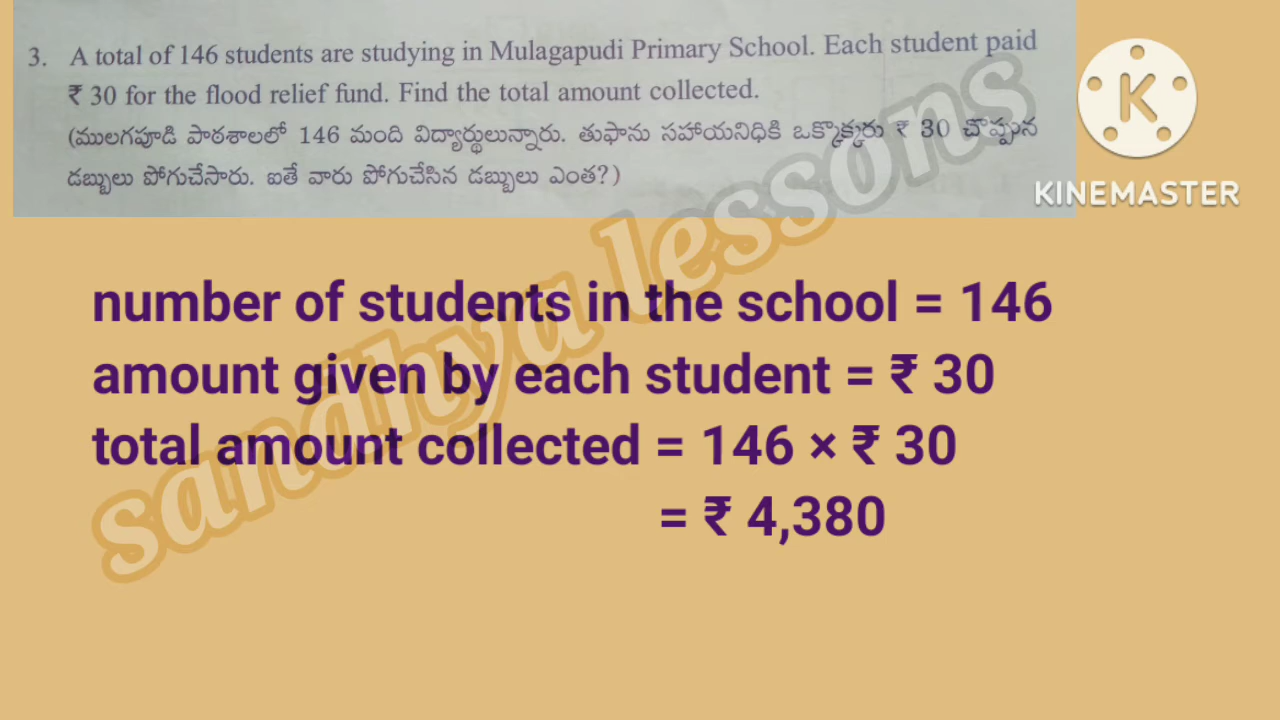 3. A total of 146 students are studying in Mulagapudi Primary School. Each student paid
₹ 30 for the flood relief fund. Find the total amount collected.
(ములగపూడి పాఠశాలలో 146 మంది విద్యార్థులున్నారు. తుఫాను సహాయనిధికి ఒక్కొక్కరు ₹ 30 చొప్పున
డబ్బులు పోగుచేసారు. ఐతే వారు పోగుచేసిన డబ్బులు ఎంత?)
K
KINEMASTER
number of students in the school = 146
amount given by each student = ₹ 30
total amount collected = 146 × ₹ 30
= ₹ 4,380
sandhya lessons